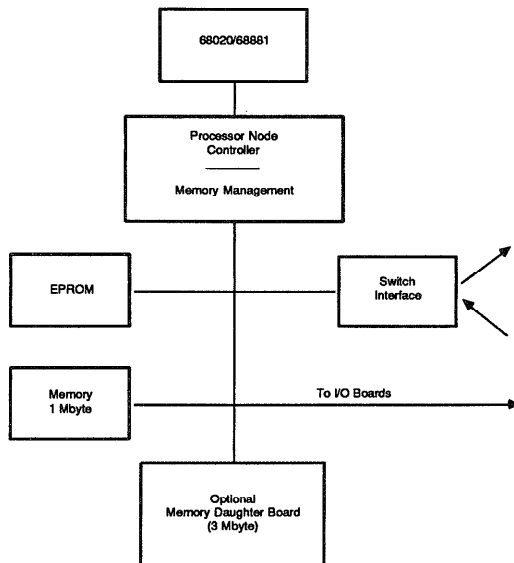 68020/68881
Processor Node
Controller
Memory Management
EPROM
Switch
Interface
Memory
1 Mbyte
To I/O Boards
Optional
Memory Daughter Board
(3 Mbyte)